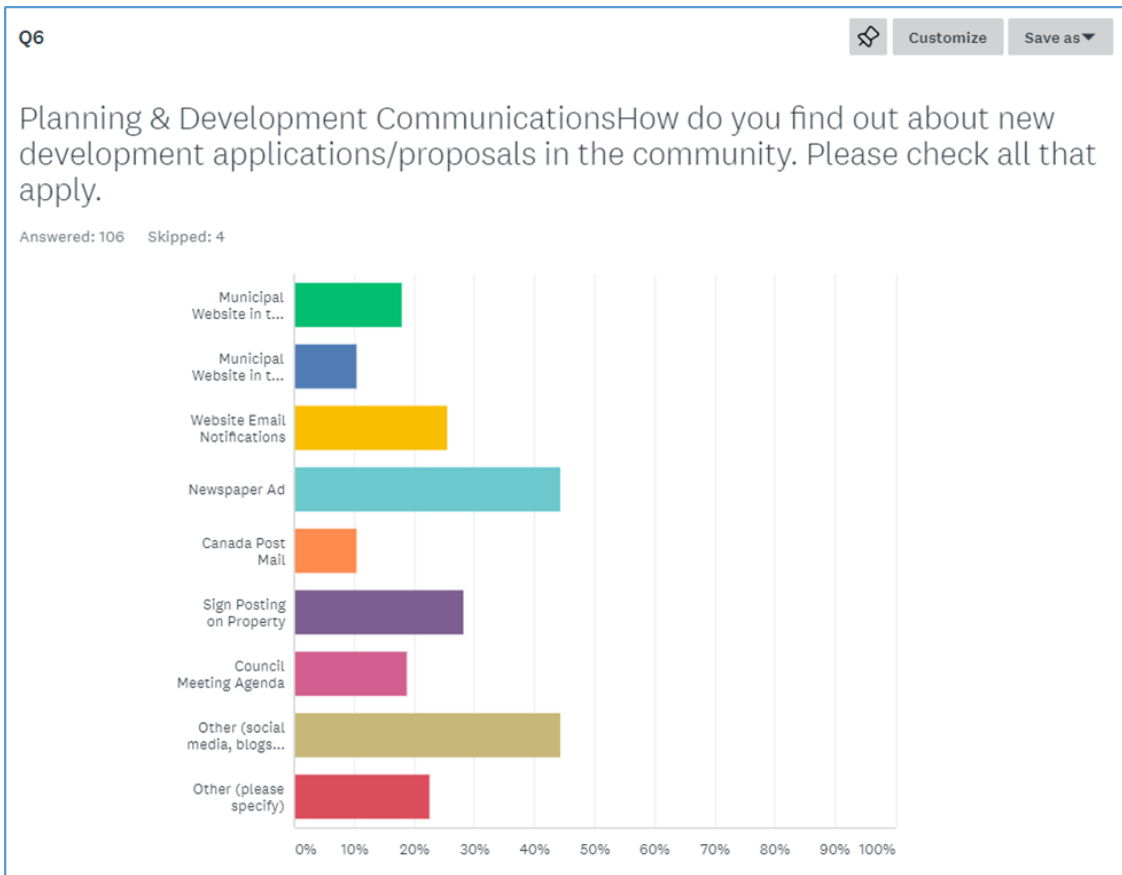 Q6
Customize
Save as
Planning & Development CommunicationsHow do you find out about new
development applications/proposals in the community. Please check all that
apply.
Answered: 106 Skipped: 4
Municipal
Website in t...
Municipal
Website in t...
Website Email
Notifications
Newspaper Ad
Canada Post
Mail
Sign Posting
on Property
Council
Meeting Agenda
Other (social
media, blogs...
Other (please
specify)
0% 10% 20% 30% 40% 50% 60% 70% 80% 90% 100%